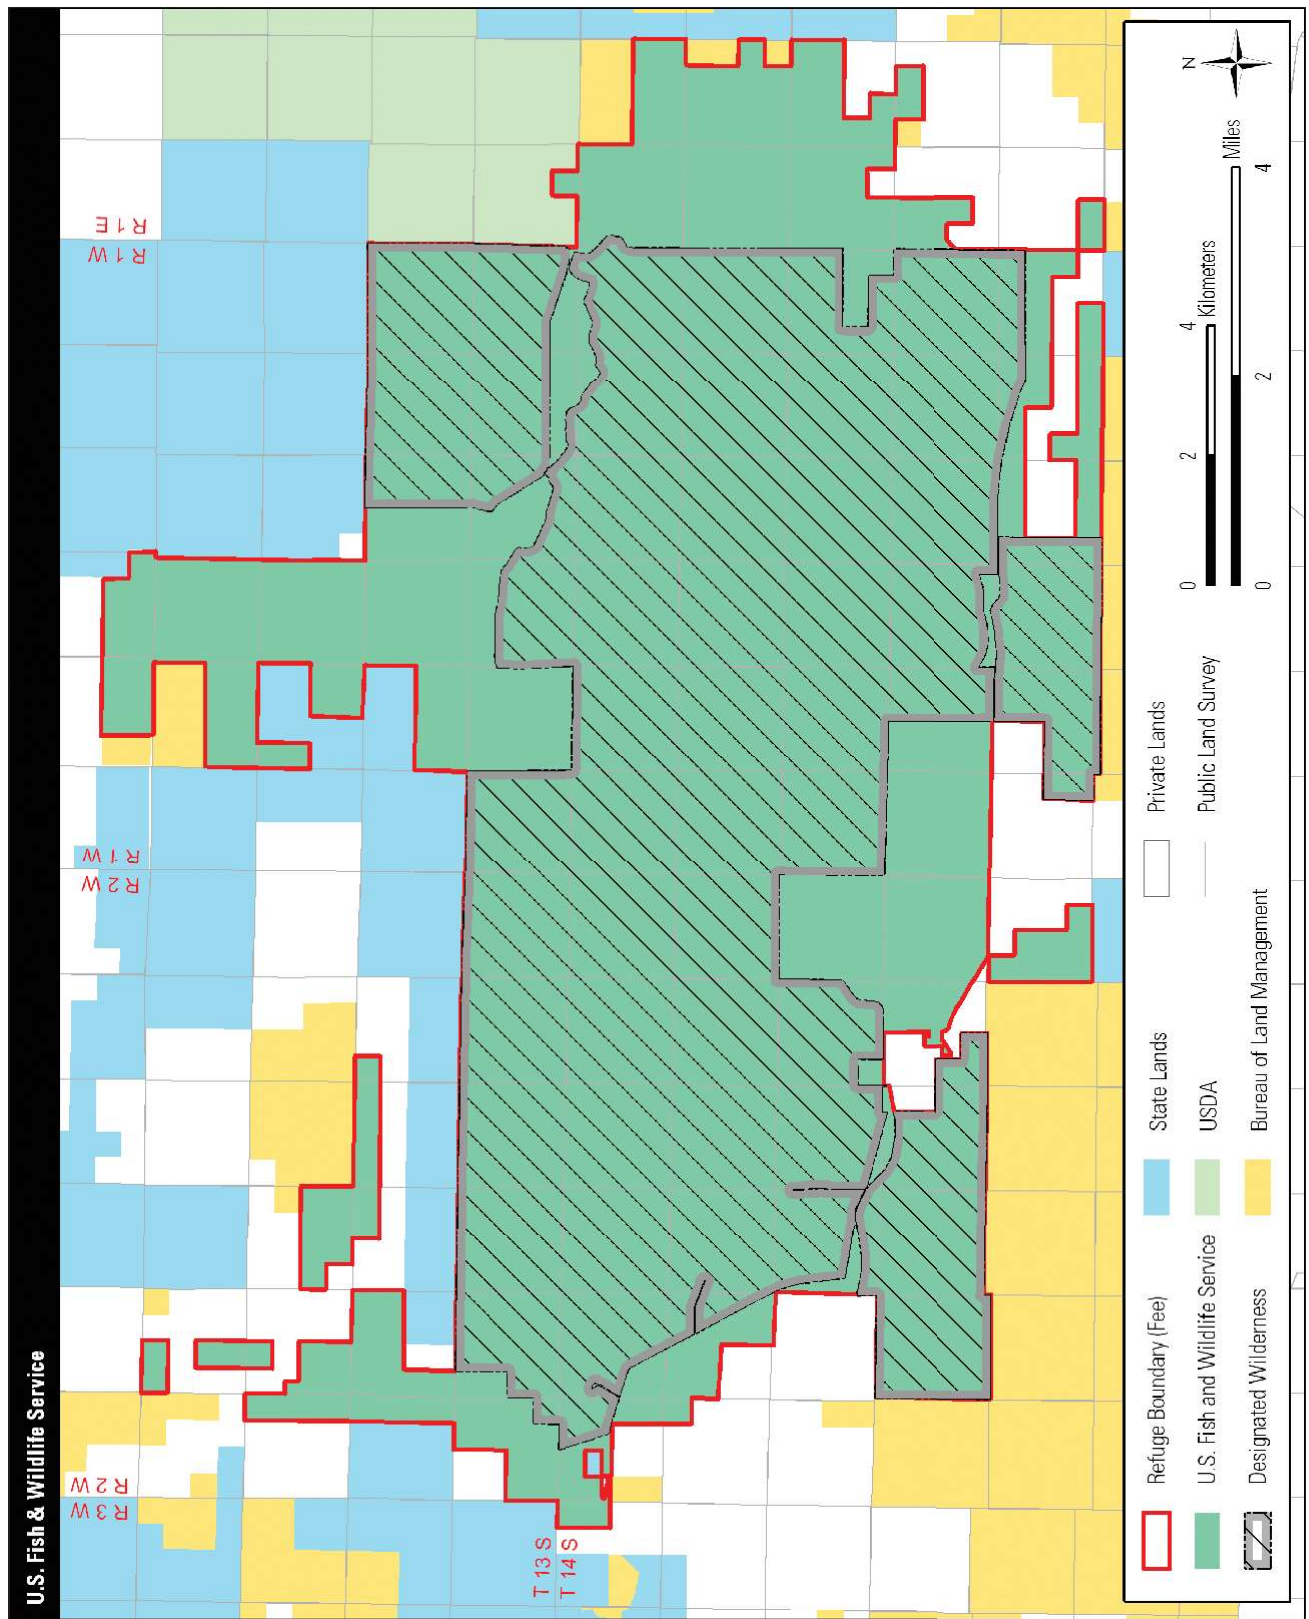 U.S. Fish & Wildlife Service
R 3 W
R 2 W
R 2 W
R 1 W
R 1 W
R 1 E
T 13 S
T 14 S
Refuge Boundary (Fee)
State Lands
Private Lands
U.S. Fish and Wildlife Service
USDA
Public Land Survey
Designated Wilderness
Bureau of Land Management
0 2 4
Kilometers
Miles
0 2 4
N